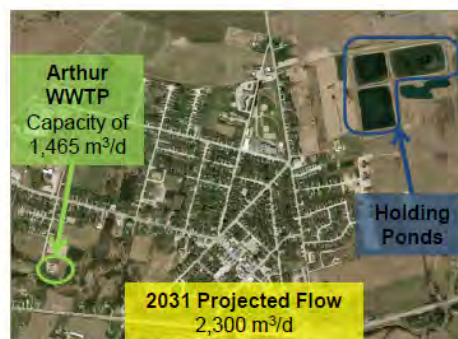 Arthur
WWTP
Capacity of
1,465 m³/d
Holding
Ponds
2031 Projected Flow
2,300 m³/d